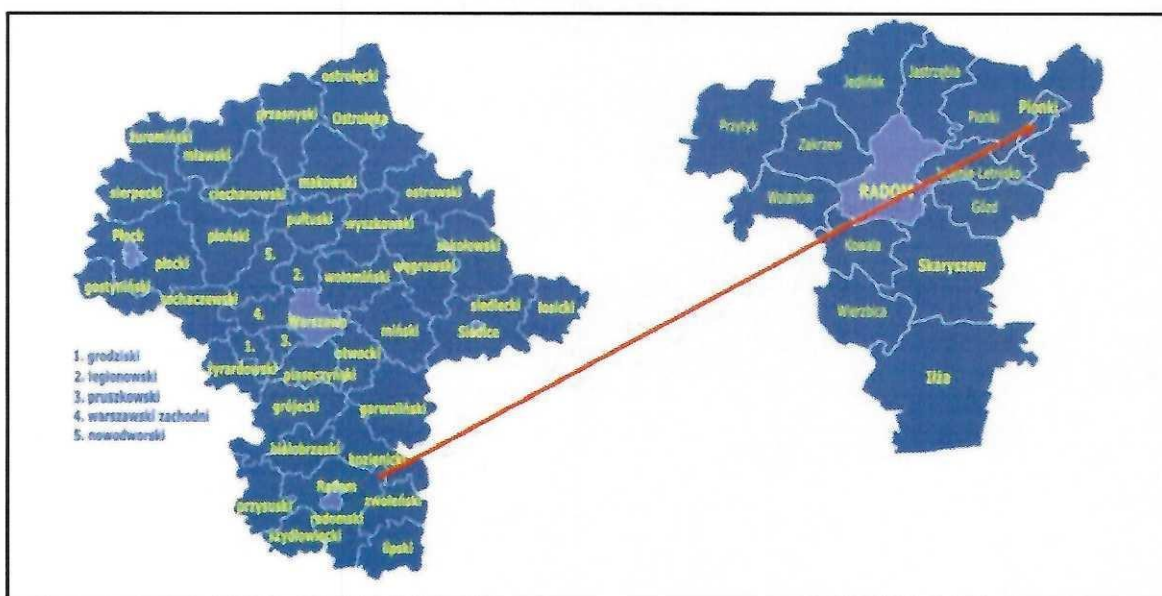 ostrołęcki
przasnyski
Ostrołęka
żuromiński
mławski
sierpecki
ciechanowski
makowski
ostrowski
pułtuski
wyszkowski
Płock
płoński
sokołowski
płocki
5.
2.
wołomiński
węgrowski
gostyniński
sochaczewski
4.
Warszawa
miński
siedlecki
Siedlce
łosicki
1.
3.
otwocki
żyrardowski
piaseczyński
1. grodziski
2. legionowski
3. pruszkowski
4. warszawski zachodni
5. nowodworski
grójecki
garwoliński
białobrzeski
kozienicki
Radom
przysuski
zwoleński
radomski
szydłowiecki
lipski
Jedlińsk
Jastrzębia
Pionki
Pionki
Przytyk
Zakrzew
RADOM
Wolanów
Gózd
Kowala
Skaryszew
Wierzbica
Iłża